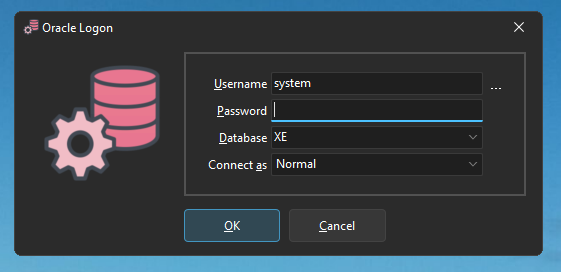 Oracle Logon
Username system ...
Password
Database XE
Connect as Normal
OK Cancel